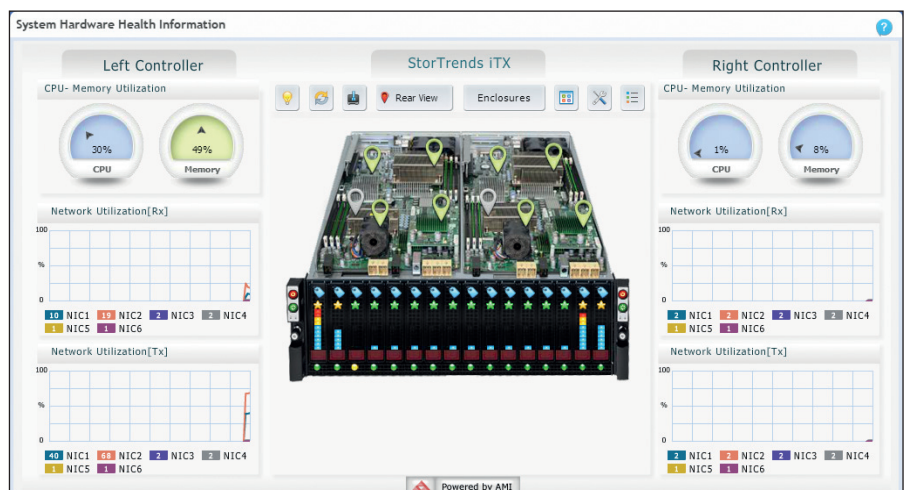 System Hardware Health Information
?
Left Controller
StorTrends iTX
Right Controller
CPU- Memory Utilization
Rear View
Enclosures
CPU- Memory Utilization
30%
CPU
49%
Memory
1%
CPU
8%
Memory
Network Utilization[Rx]
100
%
0
10 NIC1 19 NIC2 2 NIC3 2 NIC4
1 NIC5 1 NIC6
Network Utilization[Rx]
100
%
0
2 NIC1 2 NIC2 2 NIC3 2 NIC4
1 NIC5 1 NIC6
Network Utilization[Tx]
100
%
0
40 NIC1 68 NIC2 2 NIC3 2 NIC4
1 NIC5 1 NIC6
Network Utilization[Tx]
100
%
0
2 NIC1 2 NIC2 2 NIC3 2 NIC4
1 NIC5 1 NIC6
Powered by AMI